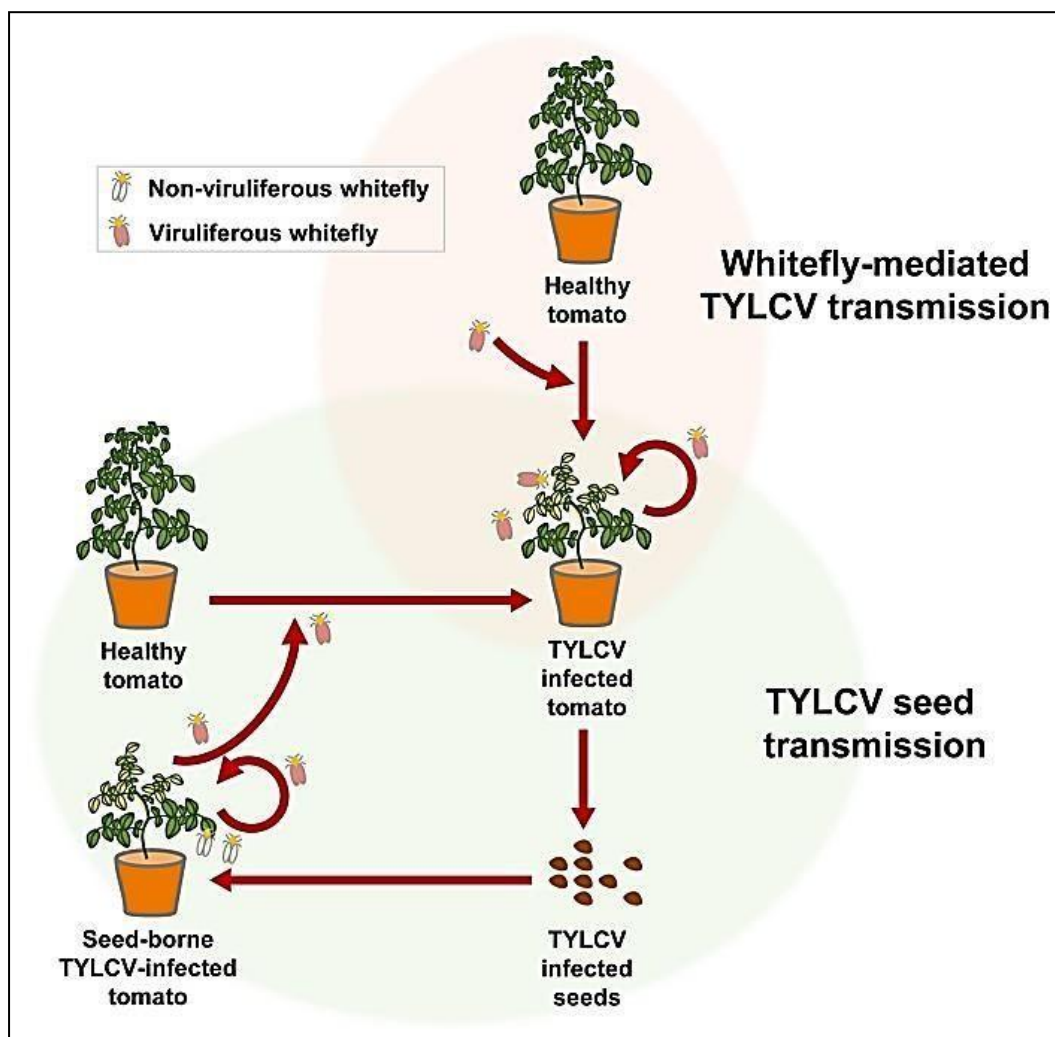 Non-viruliferous whitefly
Viruliferous whitefly
Healthy
tomato
Whitefly-mediated
TYLCV transmission
Healthy
tomato
TYLCV
infected
tomato
TYLCV seed
transmission
Seed-borne
TYLCV-infected
tomato
TYLCV
infected
seeds